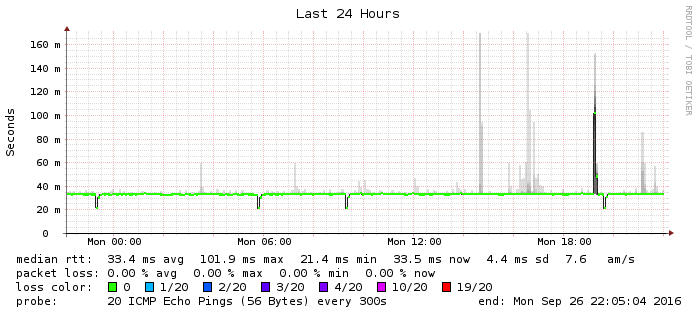 Last 24 Hours
RRDTOOL / TOBI OETIKER
Seconds
160 m
140 m
120 m
100 m
80 m
60 m
40 m
20 m
0
Mon 00:00 Mon 06:00 Mon 12:00 Mon 18:00
median rtt: 33.4 ms avg 101.9 ms max 21.4 ms min 33.5 ms now 4.4 ms sd 7.6 am/s
packet loss: 0.00 % avg 0.00 % max 0.00 % min 0.00 % now
loss color: 0 1/20 2/20 3/20 4/20 10/20 19/20
probe: 20 ICMP Echo Pings (56 Bytes) every 300s end: Mon Sep 26 22:05:04 2016